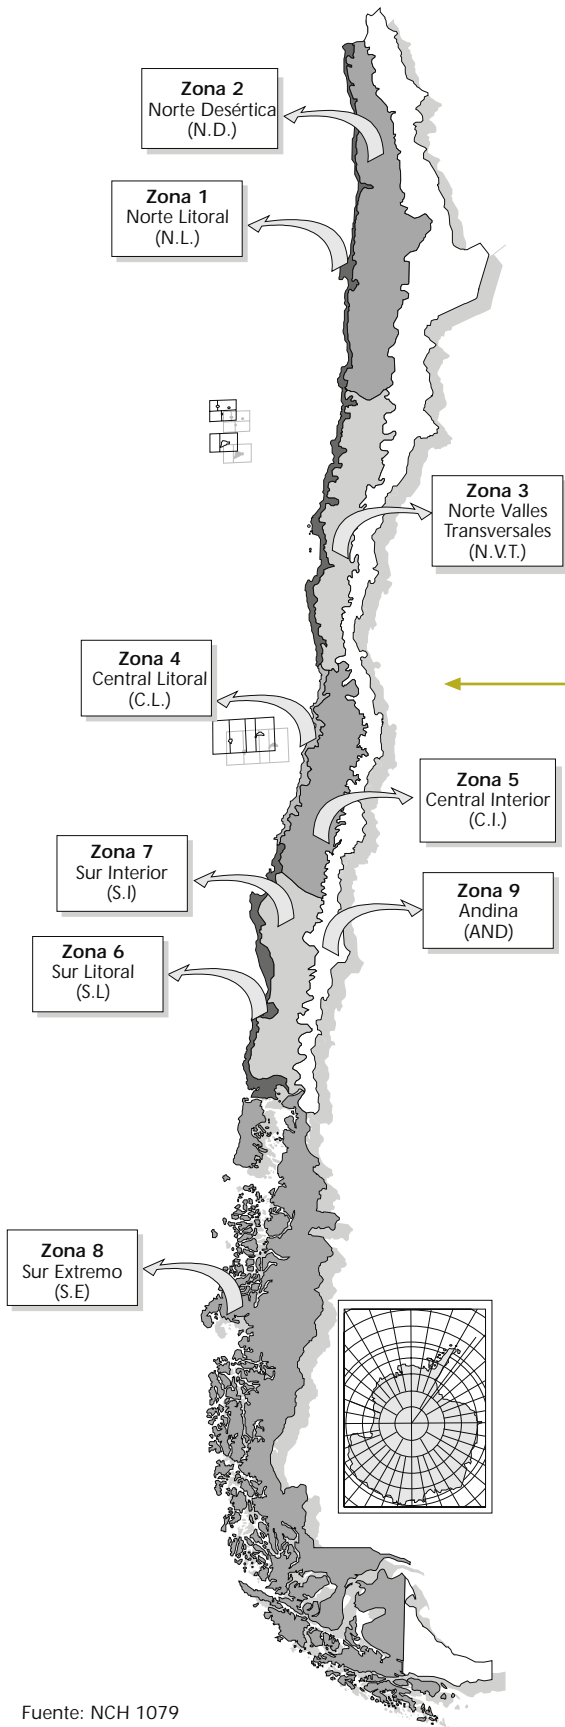 Zona 2
Norte Desértica
(N.D.)
Zona 1
Norte Litoral
(N.L.)
Zona 3
Norte Valles
Transversales
(N.V.T.)
Zona 4
Central Litoral
(C.L.)
Zona 5
Central Interior
(C.I.)
Zona 7
Sur Interior
(S.I)
Zona 9
Andina
(AND)
Zona 6
Sur Litoral
(S.L)
Zona 8
Sur Extremo
(S.E)
Fuente: NCH 1079